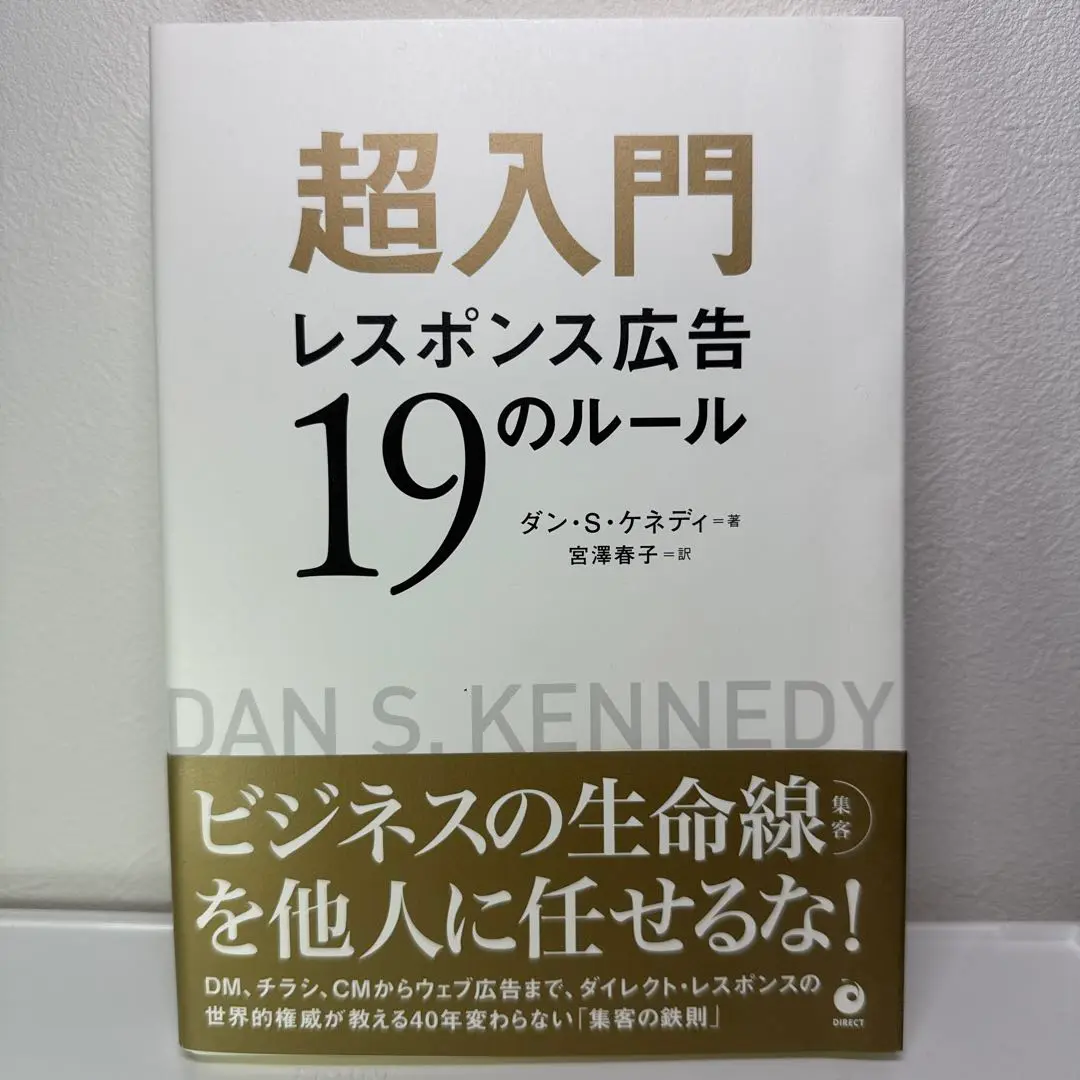 超入門
レスポンス広告
19のルール
ダン・S・ケネディ=著
宮澤春子=訳
DAN S. KENNEDY
ビジネスの生命線(集客)
を他人に任せるな!
DM、チラシ、CMからウェブ広告まで、ダイレクト・レスポンスの
世界的権威が教える40年変わらない「集客の鉄則」
DIRECT